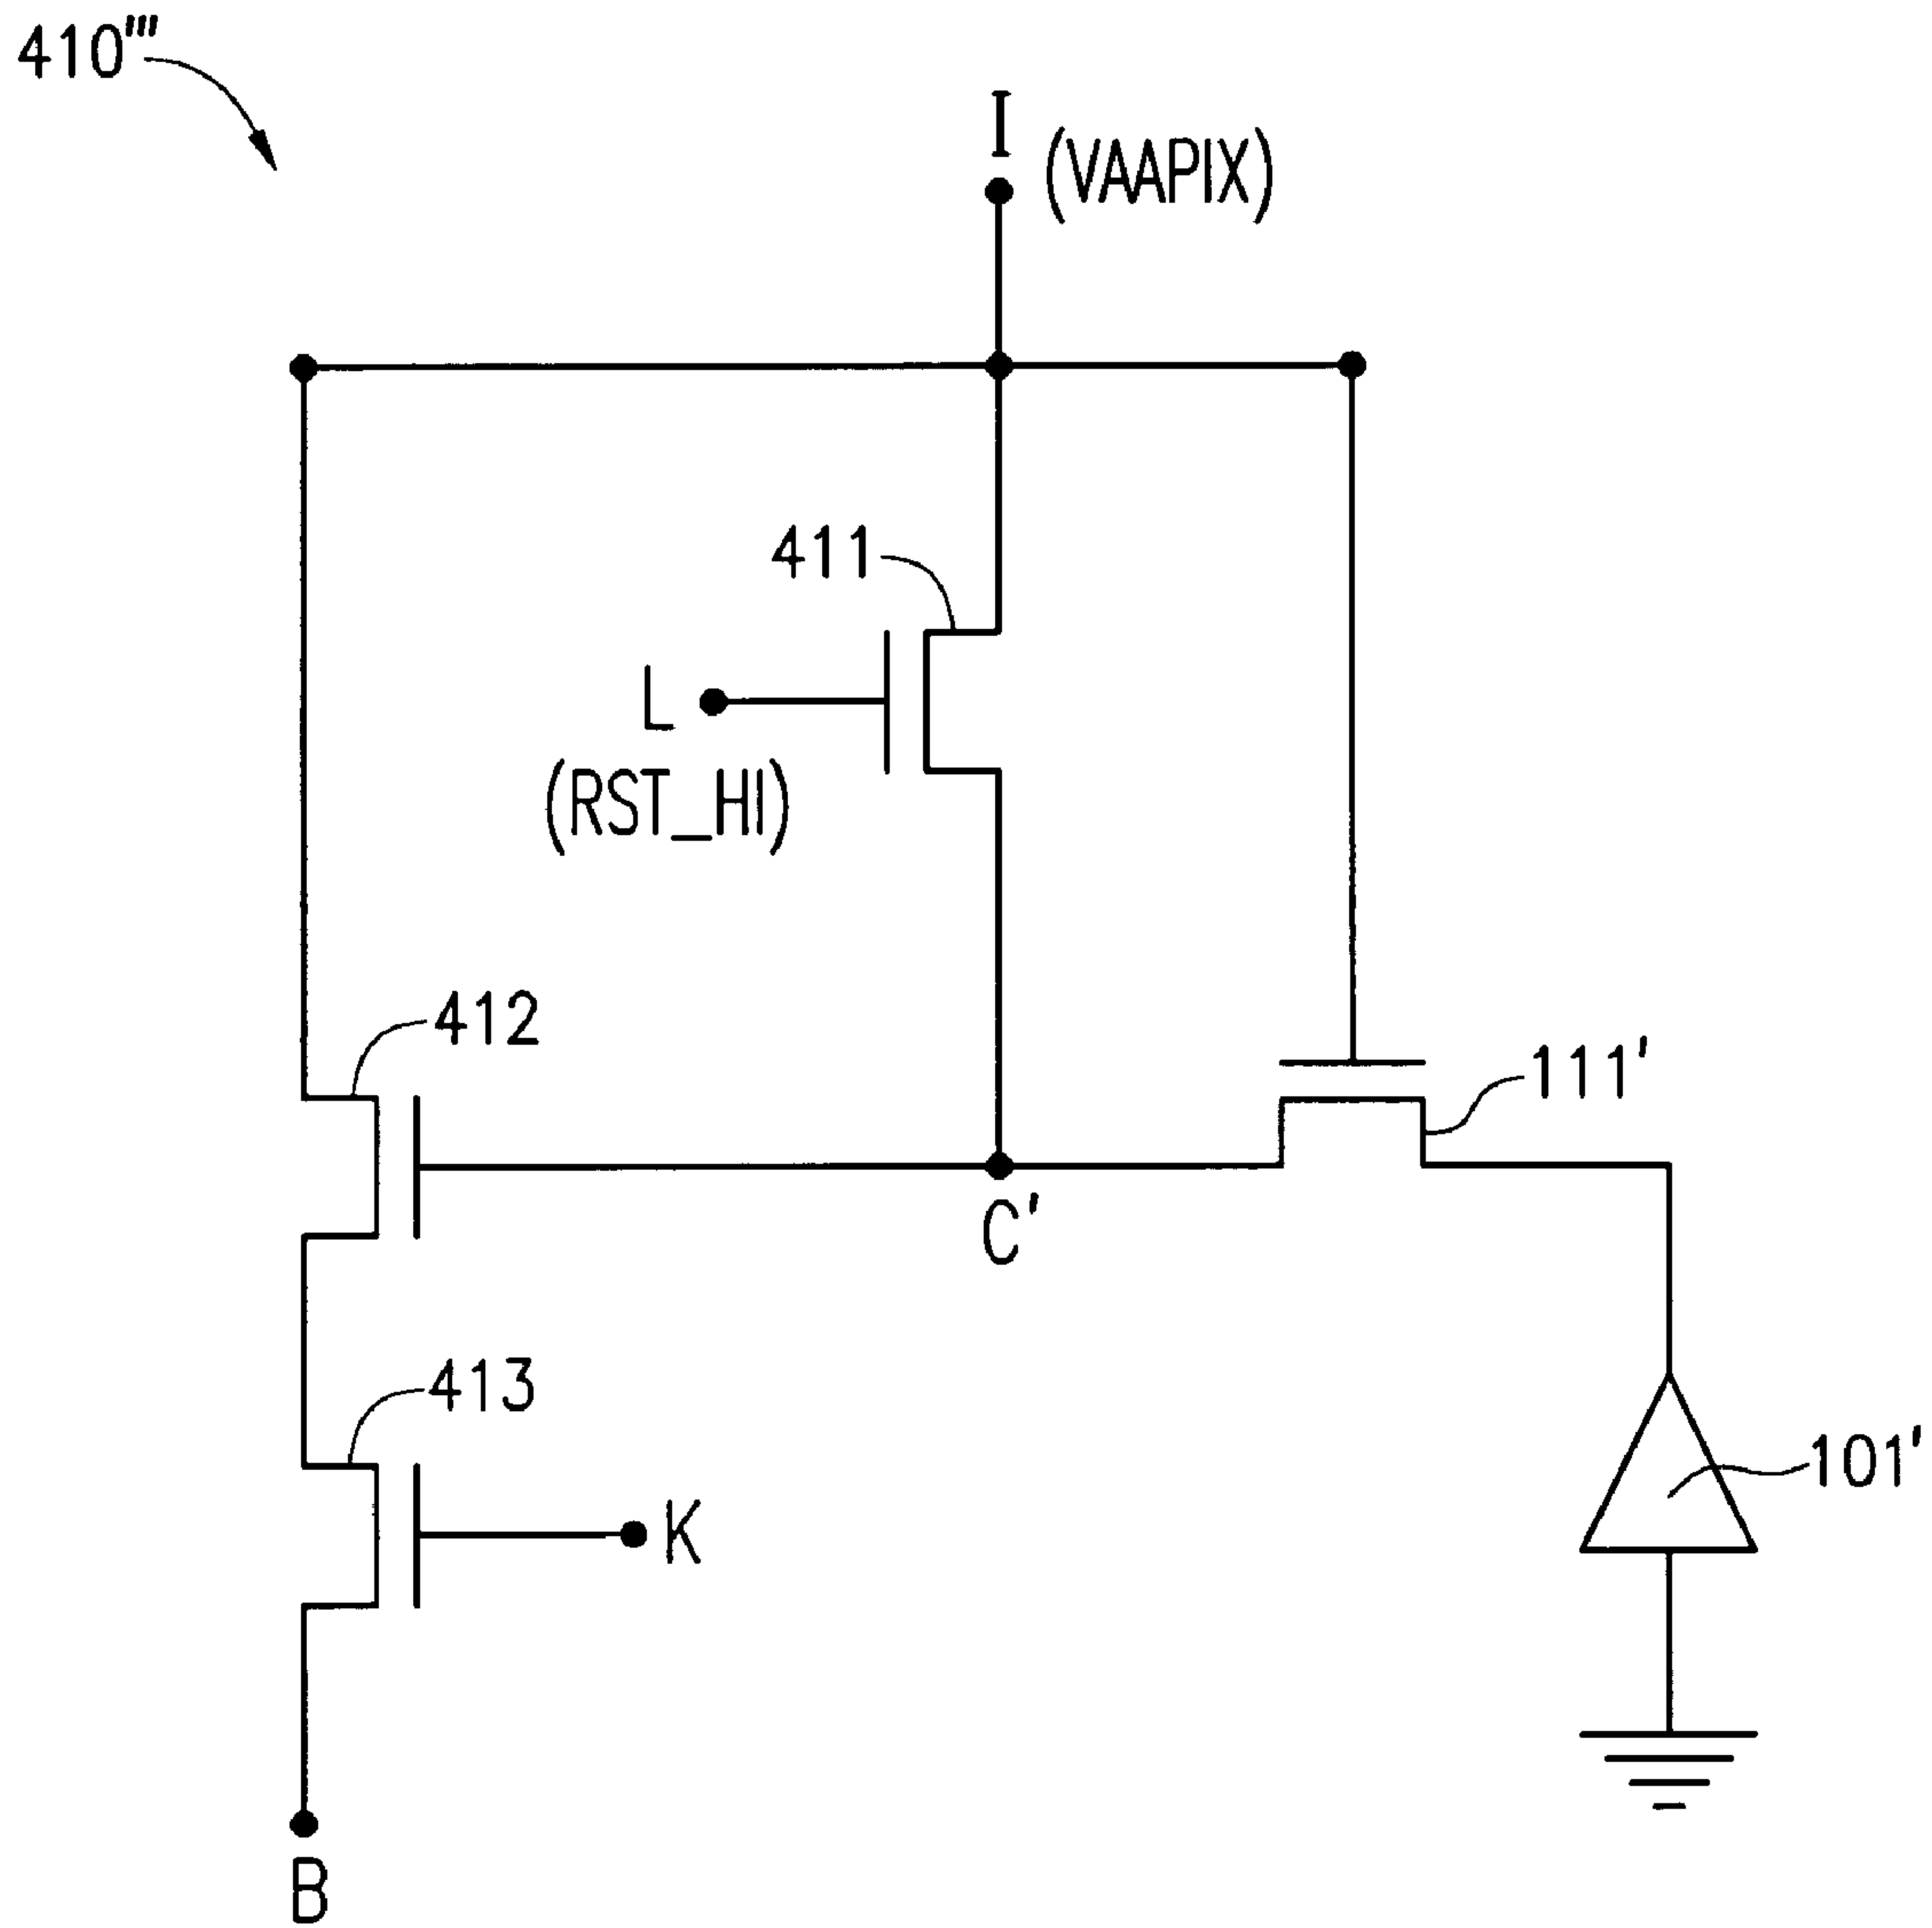 410'''
I
(VAAPIX)
411
L
(RST_HI)
412
111'
C'
413
101'
K
B